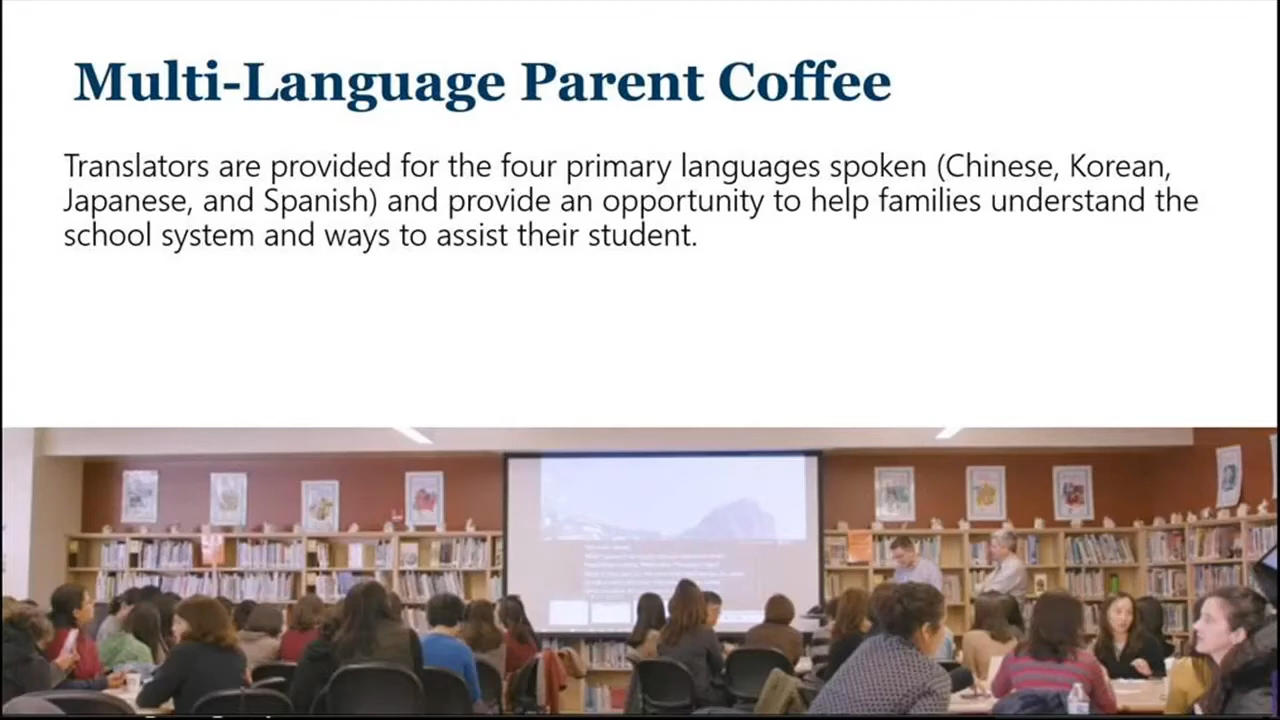 Multi-Language Parent Coffee
Translators are provided for the four primary languages spoken (Chinese, Korean,
Japanese, and Spanish) and provide an opportunity to help families understand the
school system and ways to assist their student.